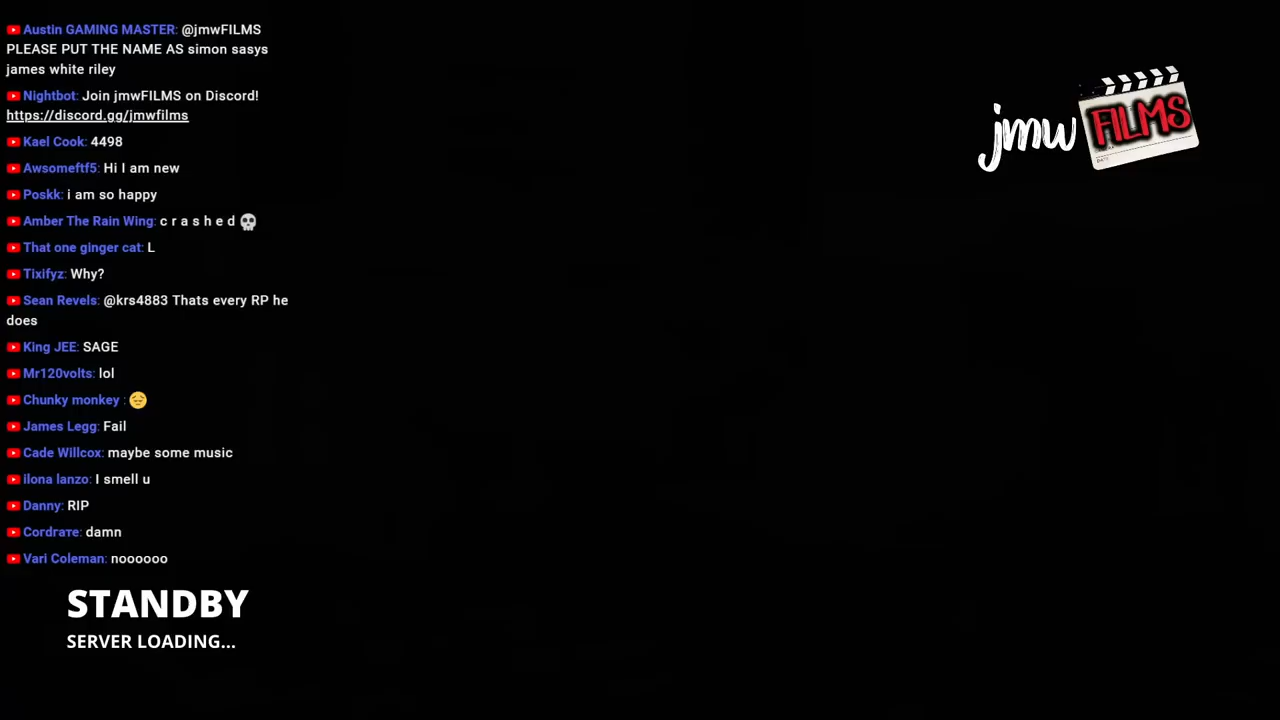 Austin GAMING MASTER: @jmwFILMS
PLEASE PUT THE NAME AS simon sasys
james white riley
Nightbot: Join jmwFILMS on Discord!
https://discord.gg/jmwfilms
Kael Cook: 4498
Awsomeftf5: Hi I am new
Poskk: i am so happy
Amber The Rain Wing: c r a s h e d 💀
That one ginger cat: L
Tixifyz: Why?
Sean Revels: @krs4883 Thats every RP he
does
King JEE: SAGE
Mr120volts: lol
Chunky monkey : 😔
James Legg: Fail
Cade Willcox: maybe some music
ilona lanzo: I smell u
Danny: RIP
Cordraтe: damn
Vari Coleman: noooooo
STANDBY
SERVER LOADING...
jmw FILMS